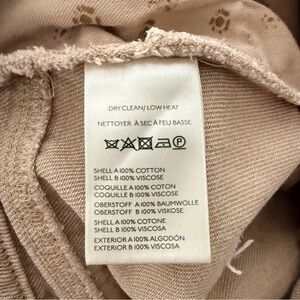 DRY CLEAN/ LOW HEAT
NETTOYER À SEC À FEU BASSE
P
SHELL A 100% COTTON
SHELL B 100% VISCOSE
COQUILLE A 100% COTON
COQUILLE B 100% VISCOSE
OBERSTOFF A 100% BAUMWOLLE
OBERSTOFF B 100% VISKOSE
SHELL A 100% COTONE
SHELL B 100% VISCOSA
EXTERIOR A 100% ALGODÓN
EXTERIOR B 100% VISCOSA